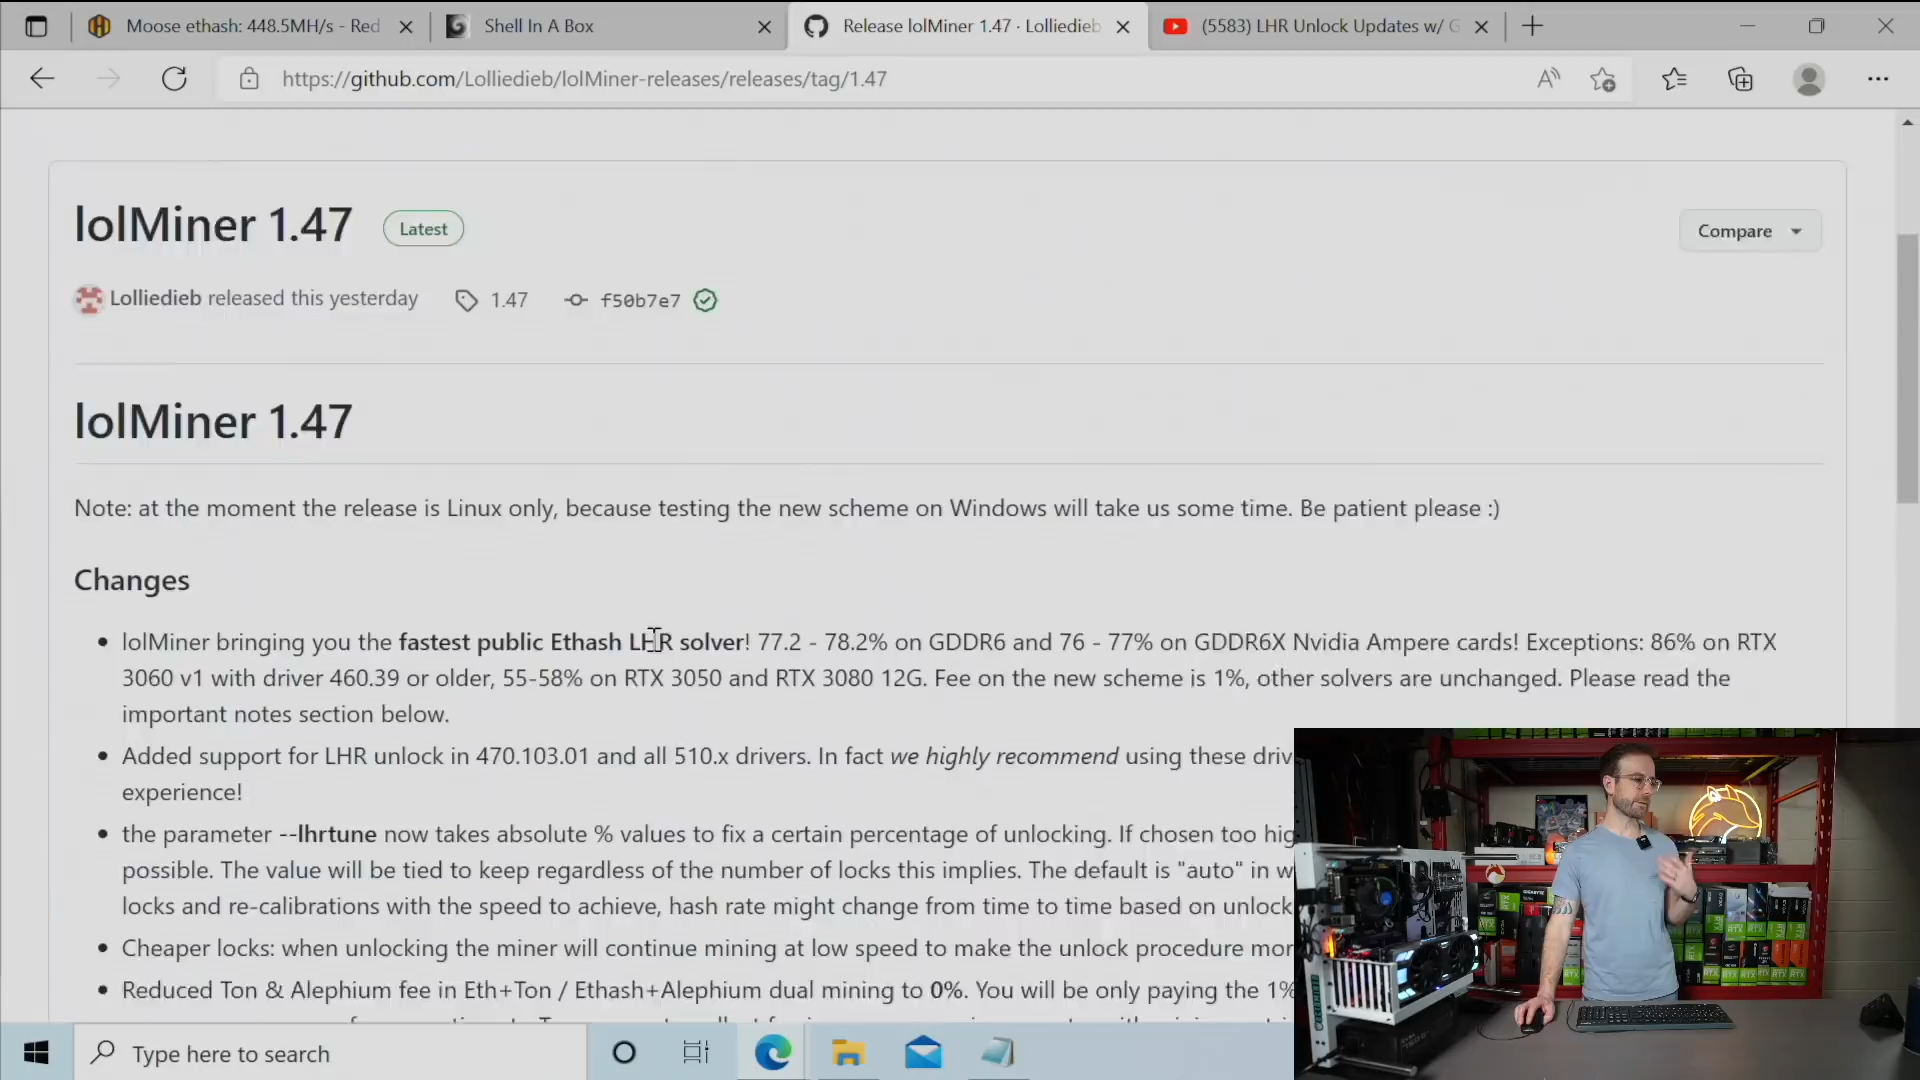 Moose ethash: 448.5MH/s - Red
Shell In A Box
Release lolMiner 1.47 · Lolliedieb
(5583) LHR Unlock Updates w/ G
https://github.com/Lolliedieb/lolMiner-releases/releases/tag/1.47
lolMiner 1.47
Latest
Compare
Lolliedieb released this yesterday
1.47
f50b7e7
lolMiner 1.47
Note: at the moment the release is Linux only, because testing the new scheme on Windows will take us some time. Be patient please :)
Changes
lolMiner bringing you the fastest public Ethash LHR solver! 77.2 - 78.2% on GDDR6 and 76 - 77% on GDDR6X Nvidia Ampere cards! Exceptions: 86% on RTX
3060 v1 with driver 460.39 or older, 55-58% on RTX 3050 and RTX 3080 12G. Fee on the new scheme is 1%, other solvers are unchanged. Please read the
important notes section below.
Added support for LHR unlock in 470.103.01 and all 510.x drivers. In fact we highly recommend using these driv
experience!
the parameter --lhrtune now takes absolute % values to fix a certain percentage of unlocking. If chosen too hig
possible. The value will be tied to keep regardless of the number of locks this implies. The default is "auto" in w
locks and re-calibrations with the speed to achieve, hash rate might change from time to time based on unlock
Cheaper locks: when unlocking the miner will continue mining at low speed to make the unlock procedure mor
Reduced Ton & Alephium fee in Eth+Ton / Ethash+Alephium dual mining to 0%. You will be only paying the 1%
Type here to search